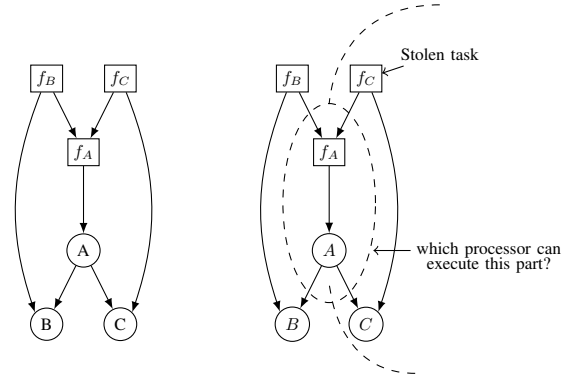 f_B f_C f_B f_C Stolen task
f_A f_A
A A
which processor can
execute this part?
B C B C